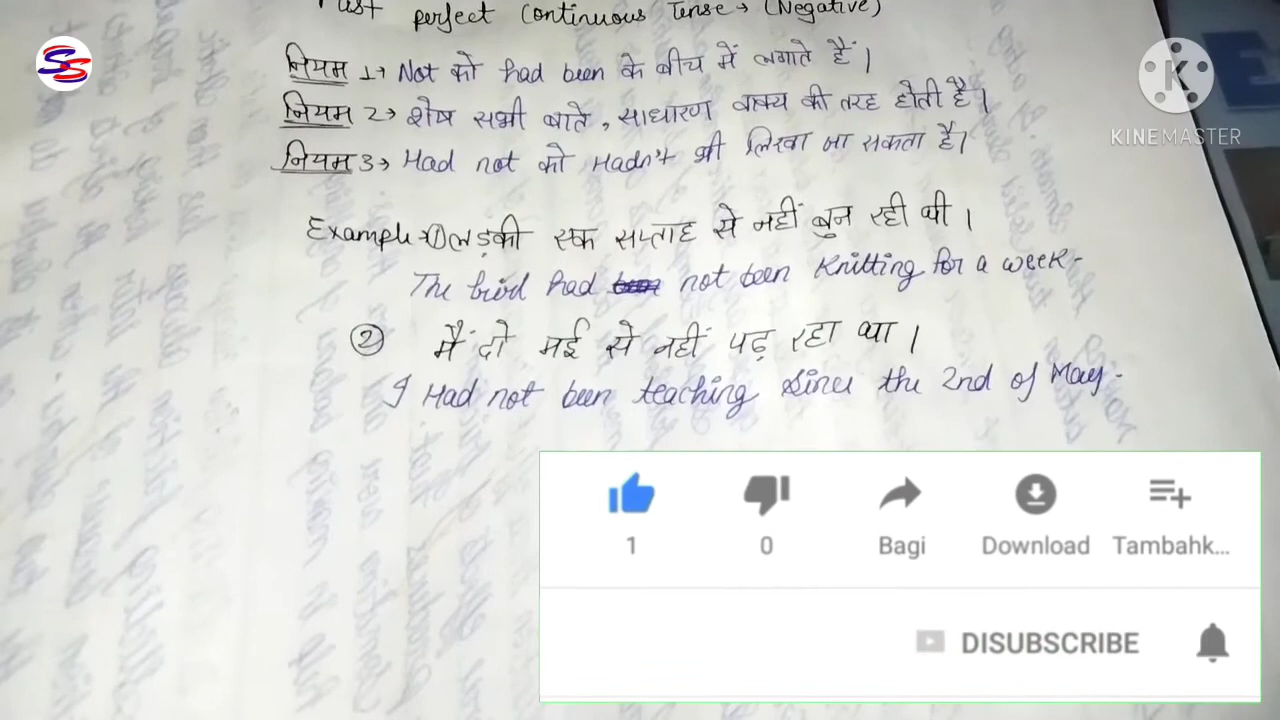 Past perfect Continuous Tense → (Negative)
नियम 1→ Not को had been के बीच में लगाते हैं।
नियम 2→ शेष सभी बाते, साधारण वाक्य की तरह होती है।
नियम 3→ Had not को Hadn't भी लिखा जा सकता है।
Example→① लड़की एक सप्ताह से नहीं बुन रही थी।
The had not been Knitting for a week-
② मैं दो मई से नहीं पढ़ रहा था।
I Had not been teaching since the 2nd of May-
SS
K
KINEMASTER
1 0 Bagi Download Tambahk...
DISUBSCRIBE